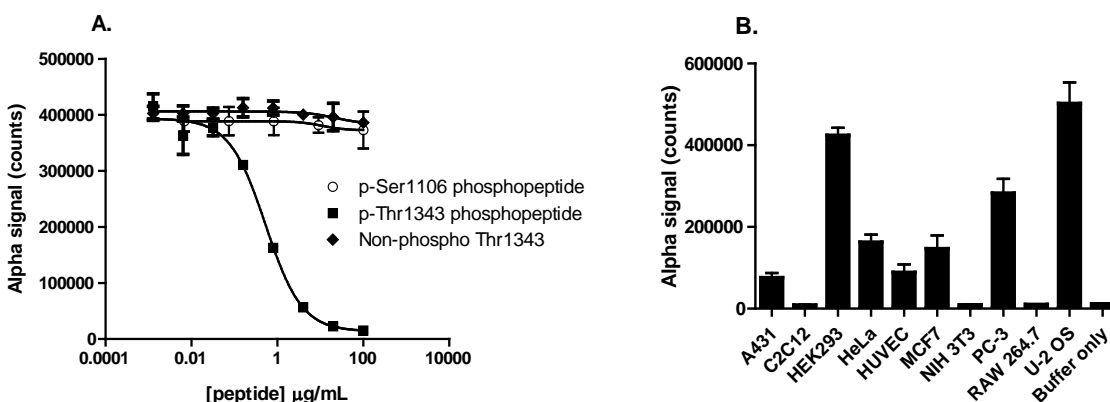 A.
500000
400000
300000
200000
100000
0
Alpha signal (counts)
0.0001
0.01
1
100
10000
[peptide] μg/mL
p-Ser1106 phosphopeptide
p-Thr1343 phosphopeptide
Non-phospho Thr1343
B.
600000
400000
200000
0
Alpha signal (counts)
A431
C2C12
HEK293
HeLa
HUVEC
MCF7
NIH 3T3
PC-3
RAW 264.7
U-2 OS
Buffer only